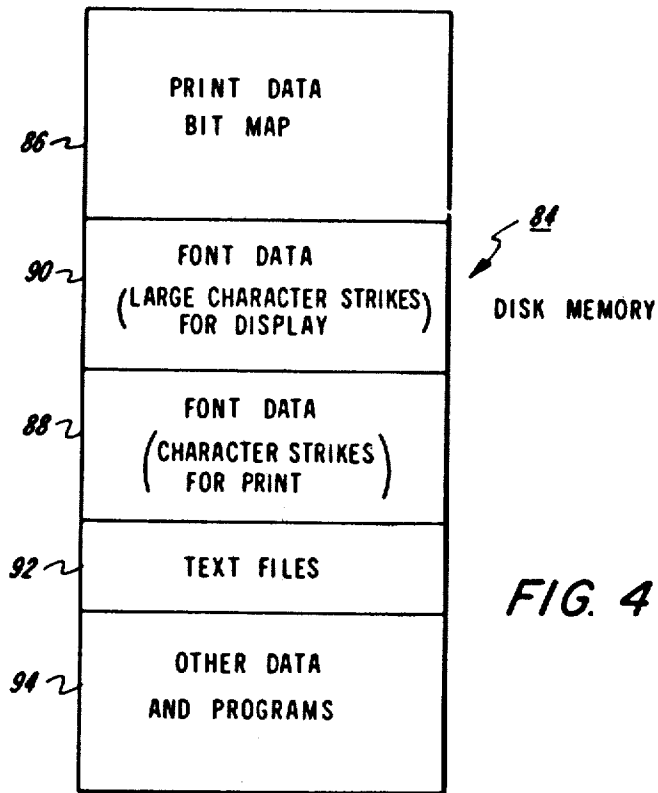 PRINT DATA
BIT MAP
86
84
90
FONT DATA
(LARGE CHARACTER STRIKES
FOR DISPLAY)
DISK MEMORY
88
FONT DATA
(CHARACTER STRIKES
FOR PRINT)
92
TEXT FILES
FIG. 4
94
OTHER DATA
AND PROGRAMS